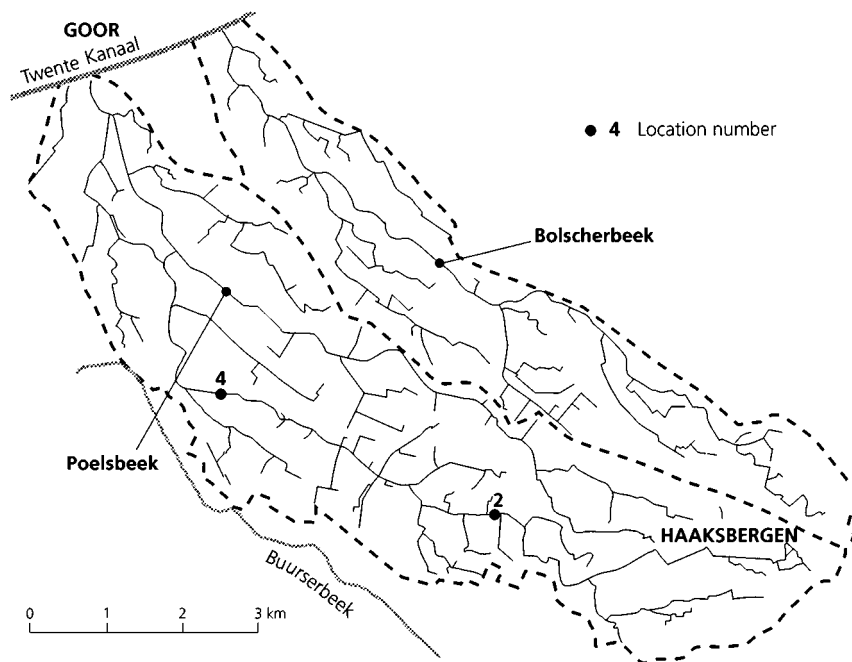 GOOR
Twente Kanaal
4 Location number
Bolscherbeek
4
Poelsbeek
2
HAAKSBERGEN
Buurserbeek
0 1 2 3 km